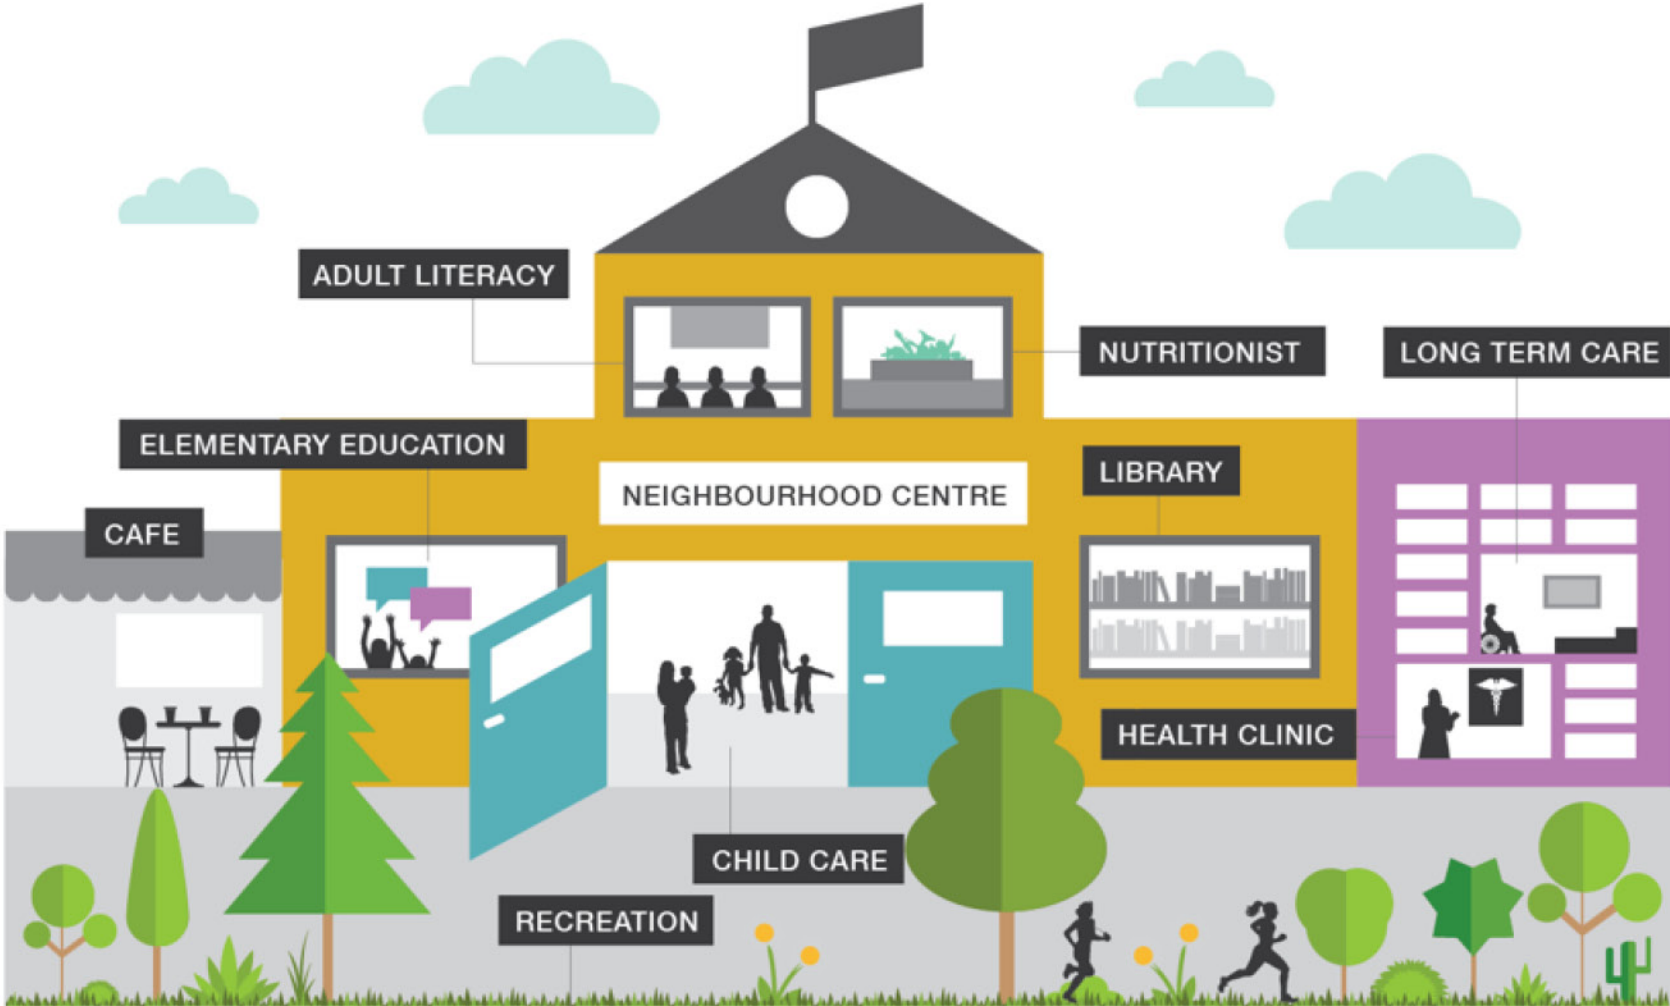 ADULT LITERACY
NUTRITIONIST
LONG TERM CARE
ELEMENTARY EDUCATION
LIBRARY
NEIGHBOURHOOD CENTRE
CAFE
HEALTH CLINIC
CHILD CARE
RECREATION